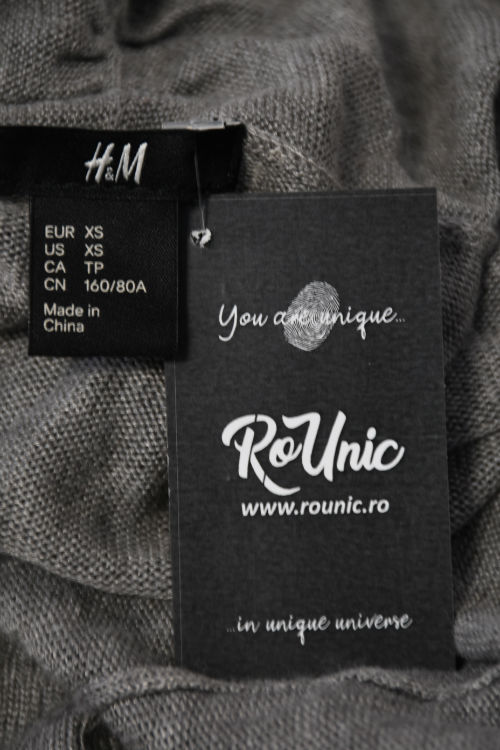 H&M
EUR XS
US XS
CA TP
CN 160/80A
Made in
China
You are unique...
RoUnic
www.rounic.ro
...in unique universe